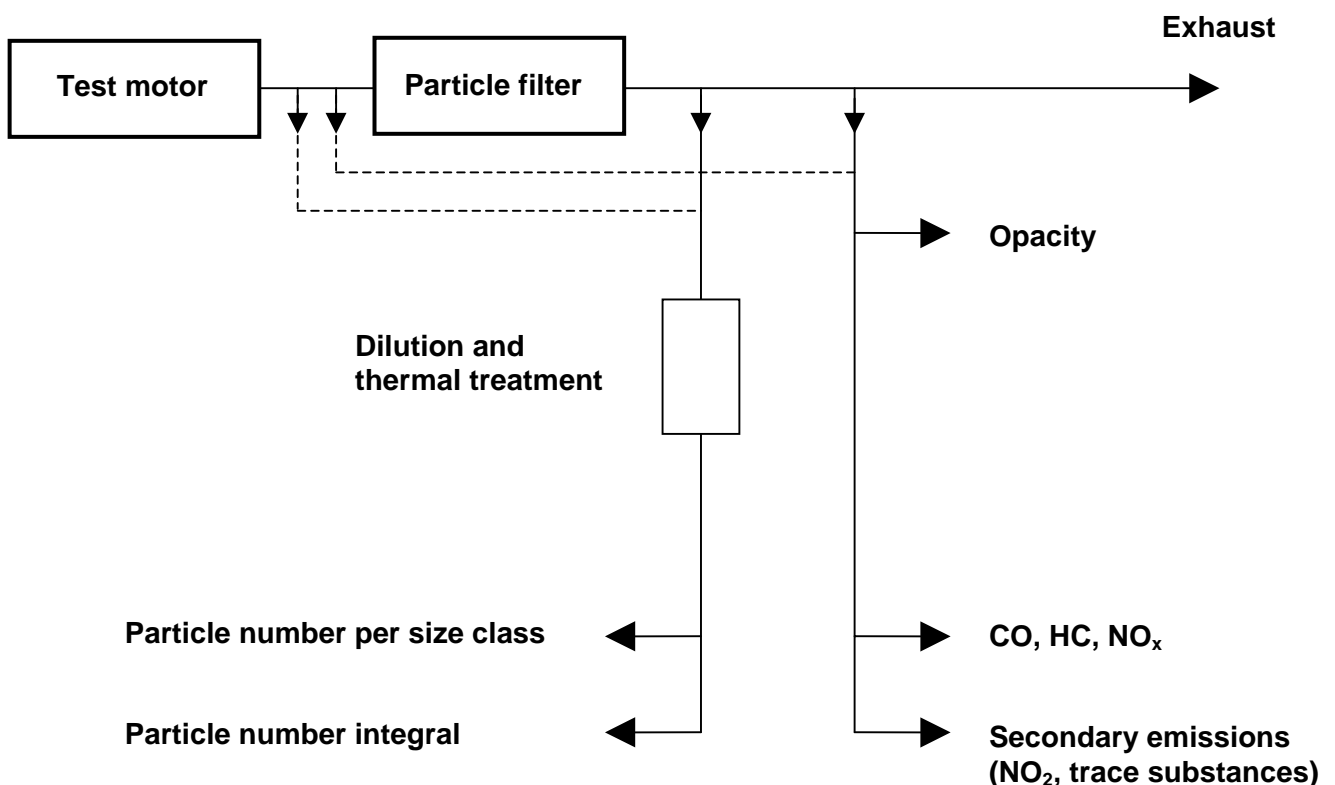 Exhaust
Test motor
Particle filter
Opacity
Dilution and
thermal treatment
Particle number per size class
CO, HC, NOₓ
Particle number integral
Secondary emissions
(NO₂, trace substances)